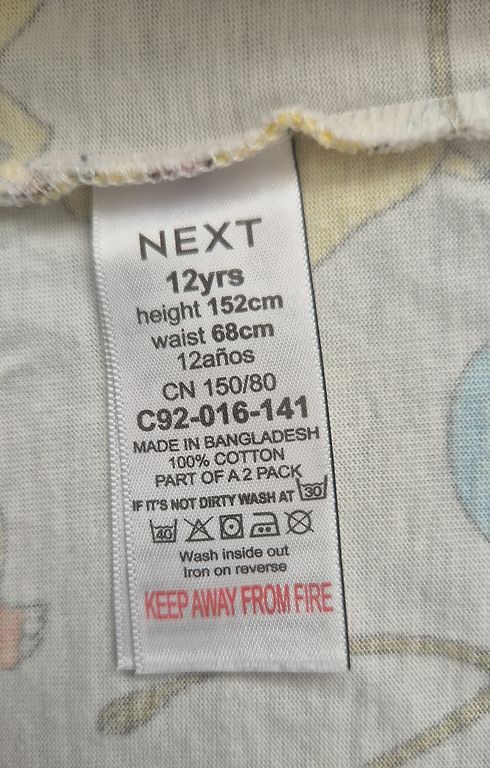 NEXT
12yrs
height 152cm
waist 68cm
12años
CN 150/80
C92-016-141
MADE IN BANGLADESH
100% COTTON
PART OF A 2 PACK
IF IT'S NOT DIRTY WASH AT 30
40
Wash inside out
Iron on reverse
KEEP AWAY FROM FIRE